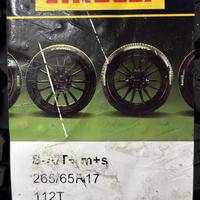 PIRELLI
S-A/T+ m+s
265/65R17
112T